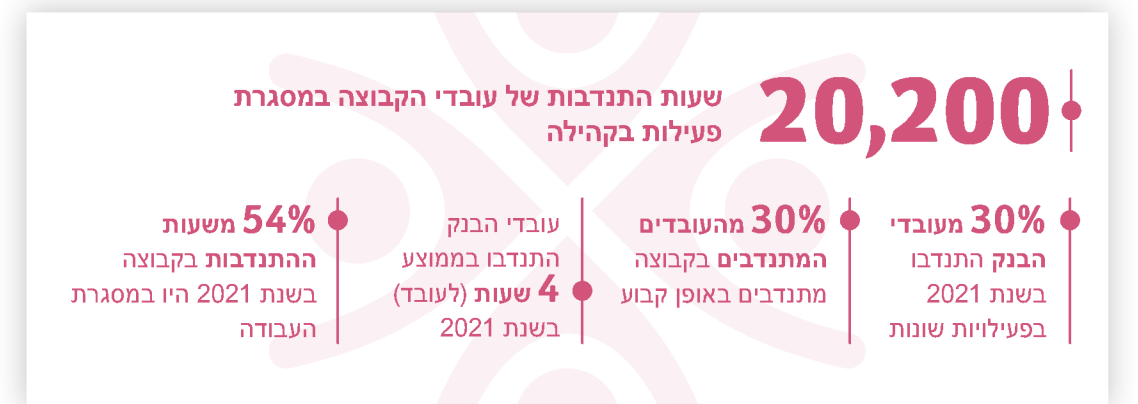 20,200
שעות התנדבות של עובדי הקבוצה במסגרת
פעילות בקהילה
30% מעובדי
הבנק התנדבו
בשנת 2021
בפעילויות שונות
30% מהעובדים
המתנדבים בקבוצה
מתנדבים באופן קבוע
עובדי הבנק
התנדבו בממוצע
4 שעות (לעובד)
בשנת 2021
54% משעות
ההתנדבות בקבוצה
בשנת 2021 היו במסגרת
העבודה